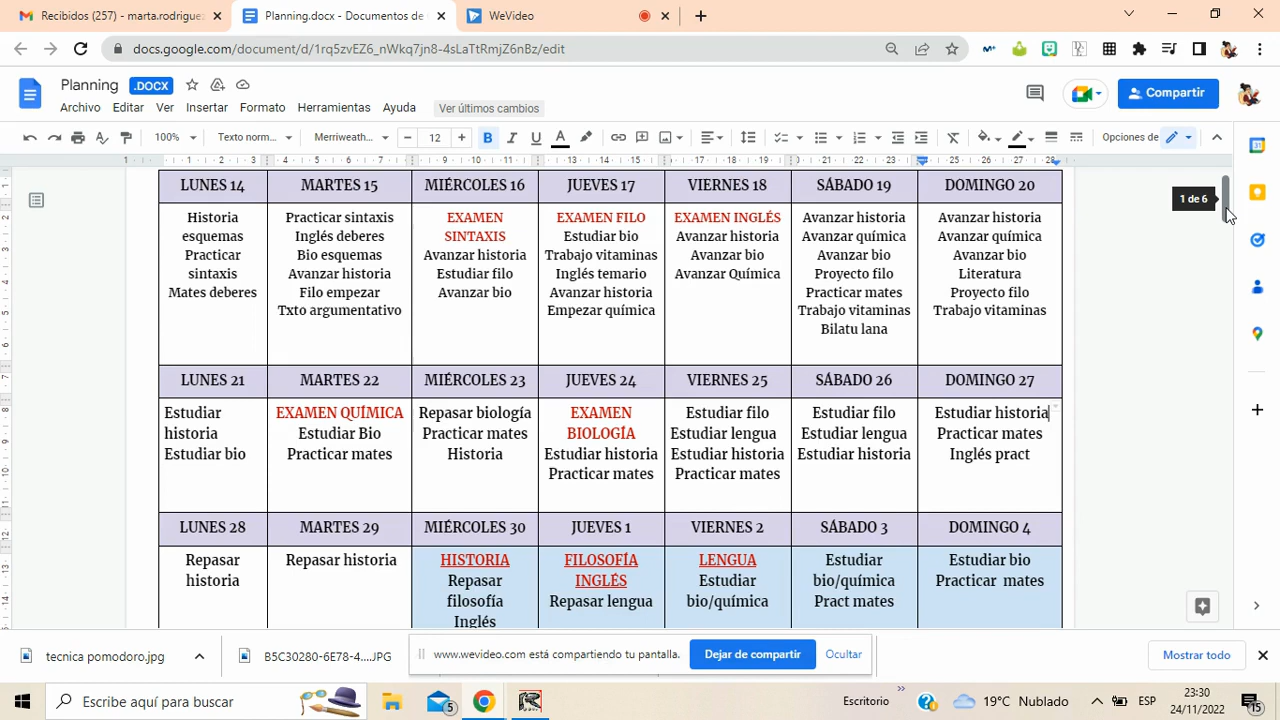 Recibidos (257) - marta.rodriguez
Planning.docx - Documentos de
WeVideo
docs.google.com/document/d/1rq5zvEZ6_nWkq7jn8-4sLaTtRmjZ6nBz/edit
Planning
.DOCX
Archivo Editar Ver Insertar Formato Herramientas Ayuda
Ver últimos cambios
Compartir
100%
Texto norm...
Merriweath...
12
Opciones de
1 de 6
LUNES 14 MARTES 15 MIÉRCOLES 16 JUEVES 17 VIERNES 18 SÁBADO 19 DOMINGO 20
Historia
esquemas
Practicar
sintaxis
Mates deberes
Practicar sintaxis
Inglés deberes
Bio esquemas
Avanzar historia
Filo empezar
Txto argumentativo
EXAMEN
SINTAXIS
Avanzar historia
Estudiar filo
Avanzar bio
EXAMEN FILO
Estudiar bio
Trabajo vitaminas
Inglés temario
Avanzar historia
Empezar química
EXAMEN INGLÉS
Avanzar historia
Avanzar bio
Avanzar Química
Avanzar historia
Avanzar química
Avanzar bio
Proyecto filo
Practicar mates
Trabajo vitaminas
Bilatu lana
Avanzar historia
Avanzar química
Avanzar bio
Literatura
Proyecto filo
Trabajo vitaminas
LUNES 21 MARTES 22 MIÉRCOLES 23 JUEVES 24 VIERNES 25 SÁBADO 26 DOMINGO 27
Estudiar
historia
Estudiar bio
EXAMEN QUÍMICA
Estudiar Bio
Practicar mates
Repasar biología
Practicar mates
Historia
EXAMEN
BIOLOGÍA
Estudiar historia
Practicar mates
Estudiar filo
Estudiar lengua
Estudiar historia
Practicar mates
Estudiar filo
Estudiar lengua
Estudiar historia
Estudiar historia
Practicar mates
Inglés pract
LUNES 28 MARTES 29 MIÉRCOLES 30 JUEVES 1 VIERNES 2 SÁBADO 3 DOMINGO 4
Repasar
historia
Repasar historia
HISTORIA
Repasar
filosofía
Inglés
FILOSOFÍA
INGLÉS
Repasar lengua
LENGUA
Estudiar
bio/química
Estudiar
bio/química
Pract mates
Estudiar bio
Practicar mates
tecnica pomodoro.jpg
B5C30280-6E78-4....JPG
www.wevideo.com está compartiendo tu pantalla.
Dejar de compartir
Ocultar
Mostrar todo
Escribe aquí para buscar
5
Escritorio
19°C Nublado
ESP
23:30
24/11/2022
15